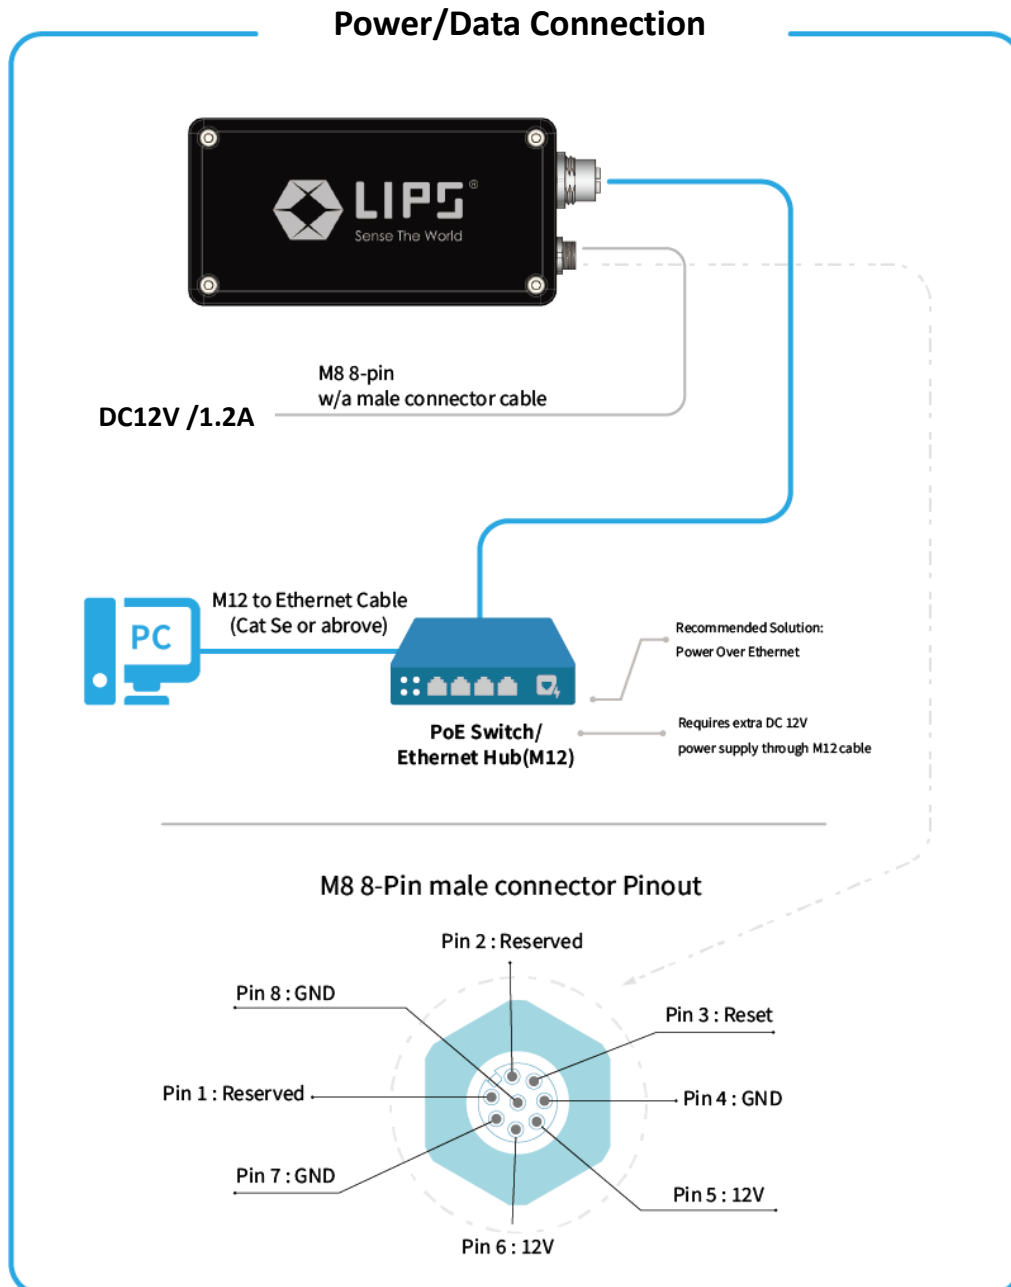 Power/Data Connection
LIPS®
Sense The World
M8 8-pin
w/a male connector cable
DC12V /1.2A
M12 to Ethernet Cable
(Cat Se or abrove)
PC
Recommended Solution:
Power Over Ethernet
PoE Switch/
Ethernet Hub(M12)
Requires extra DC 12V
power supply through M12 cable
M8 8-Pin male connector Pinout
Pin 2 : Reserved
Pin 8 : GND
Pin 3 : Reset
Pin 1 : Reserved
Pin 4 : GND
Pin 7 : GND
Pin 5 : 12V
Pin 6 : 12V